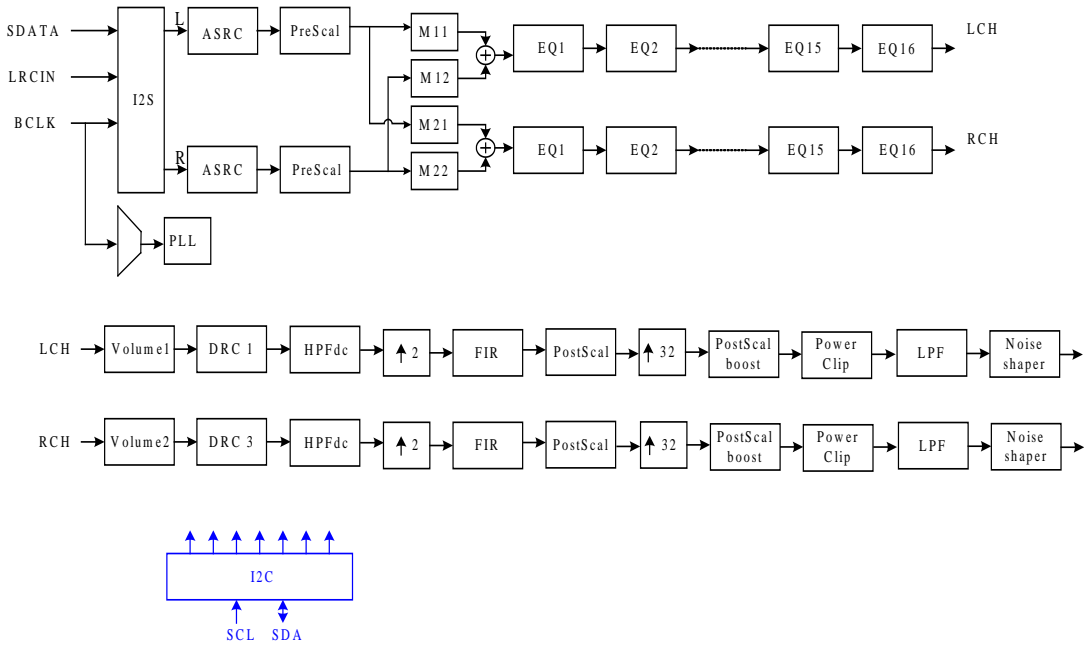 SDATA
LRCIN
BCLK
I2S
L
R
ASRC
PreScal
ASRC
PreScal
M11
M12
M21
M22
EQ1
EQ2
EQ15
EQ16
LCH
EQ1
EQ2
EQ15
EQ16
RCH
PLL
LCH
Volume1
DRC 1
HPFdc
2
FIR
PostScal
32
PostScal
boost
Power
Clip
LPF
Noise
shaper
RCH
Volume2
DRC 3
HPFdc
2
FIR
PostScal
32
PostScal
boost
Power
Clip
LPF
Noise
shaper
I2C
SCL
SDA